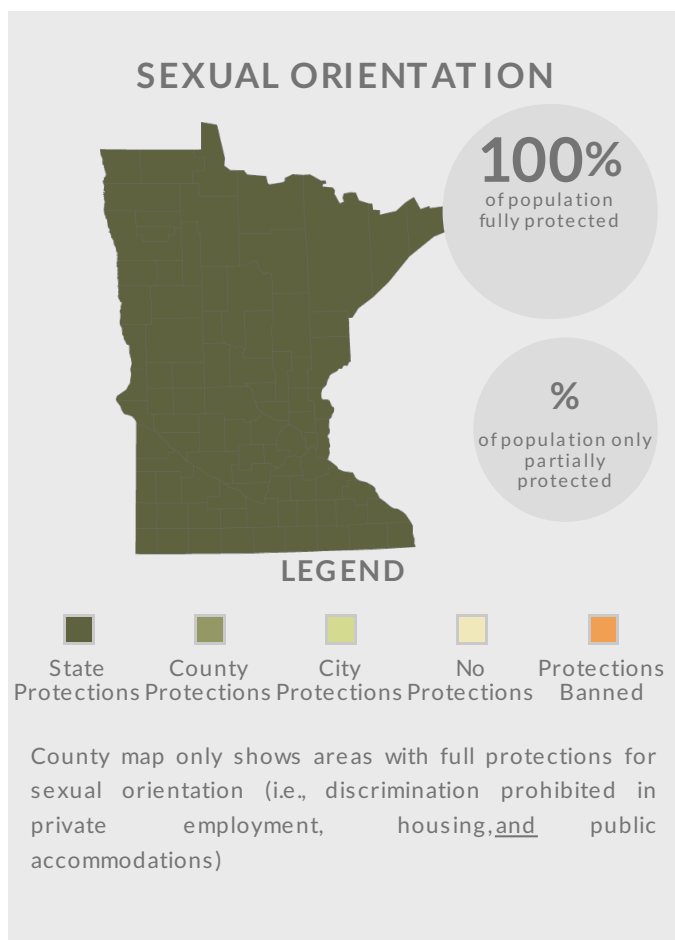 SEXUAL ORIENTATION
100%
of population
fully protected
%
of population only
partially
protected
LEGEND
State
Protections
County
Protections
City
Protections
No
Protections
Protections
Banned
County map only shows areas with full protections for
sexual orientation (i.e., discrimination prohibited in
private employment, housing,and public
accommodations)